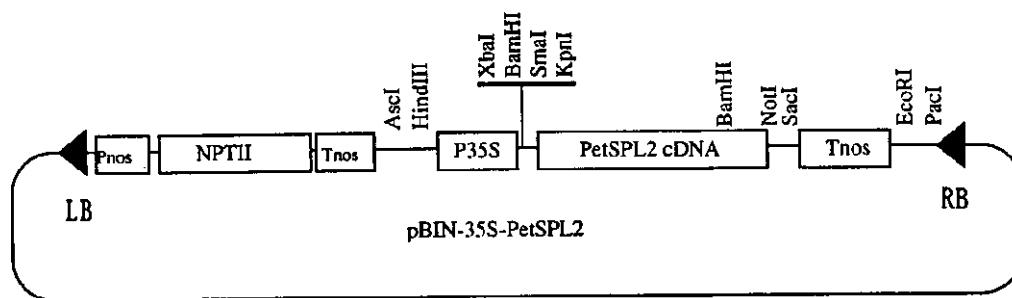 XbaI
BamHI
SmaI
KpnI
AscI
HindIII
BamHI
NotI
SacI
EcoRI
PacI
Pnos
NPTII
Tnos
P35S
PetSPL2 cDNA
Tnos
LB
RB
pBIN-35S-PetSPL2